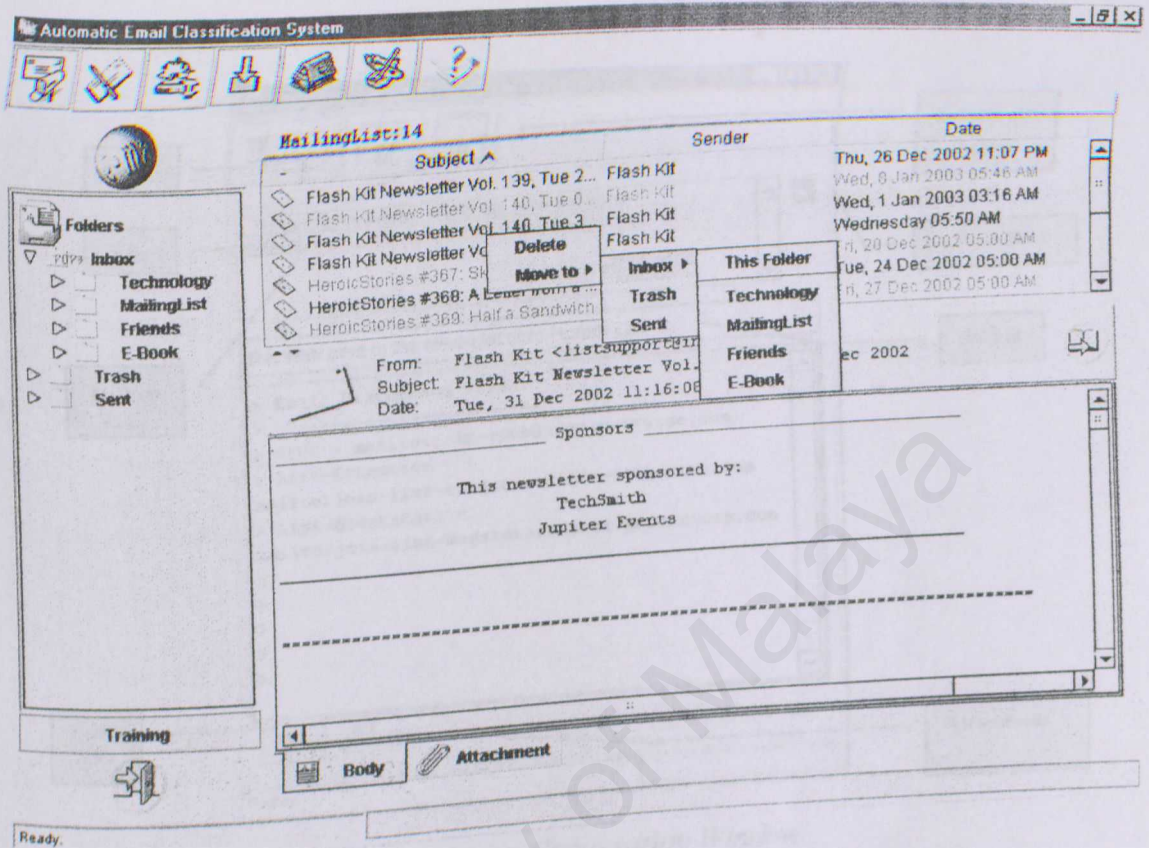 Automatic Email Classification System
MailingList:14
Subject Sender Date
Flash Kit Newsletter Vol. 139, Tue 2... Flash Kit Thu, 26 Dec 2002 11:07 PM
Flash Kit Newsletter Vol. 140, Tue 0... Flash Kit Wed, 8 Jan 2003 05:46 AM
Flash Kit Newsletter Vol. 140, Tue 3... Flash Kit Wed, 1 Jan 2003 03:16 AM
Flash Kit Newsletter Flash Kit Wednesday 05:50 AM
HeroicStories #367: 20 Dec 2002 05:00 AM
HeroicStories #368: A Letter from a ... Tue, 24 Dec 2002 05:00 AM
HeroicStories #369: Half a Sandwich 27 Dec 2002 05:00 AM
Delete
Move to
Inbox
Trash
Sent
This Folder
Technology
MailingList
Friends
E-Book
Folders
Inbox
Technology
MailingList
Friends
E-Book
Trash
Sent
From: Flash Kit <listsupport@in
Subject: Flash Kit Newsletter Vol. ec 2002
Date: Tue, 31 Dec 2002 11:16:08
Sponsors
This newsletter sponsored by:
TechSmith
Jupiter Events
Training
Body Attachment
Ready.
of Malaya